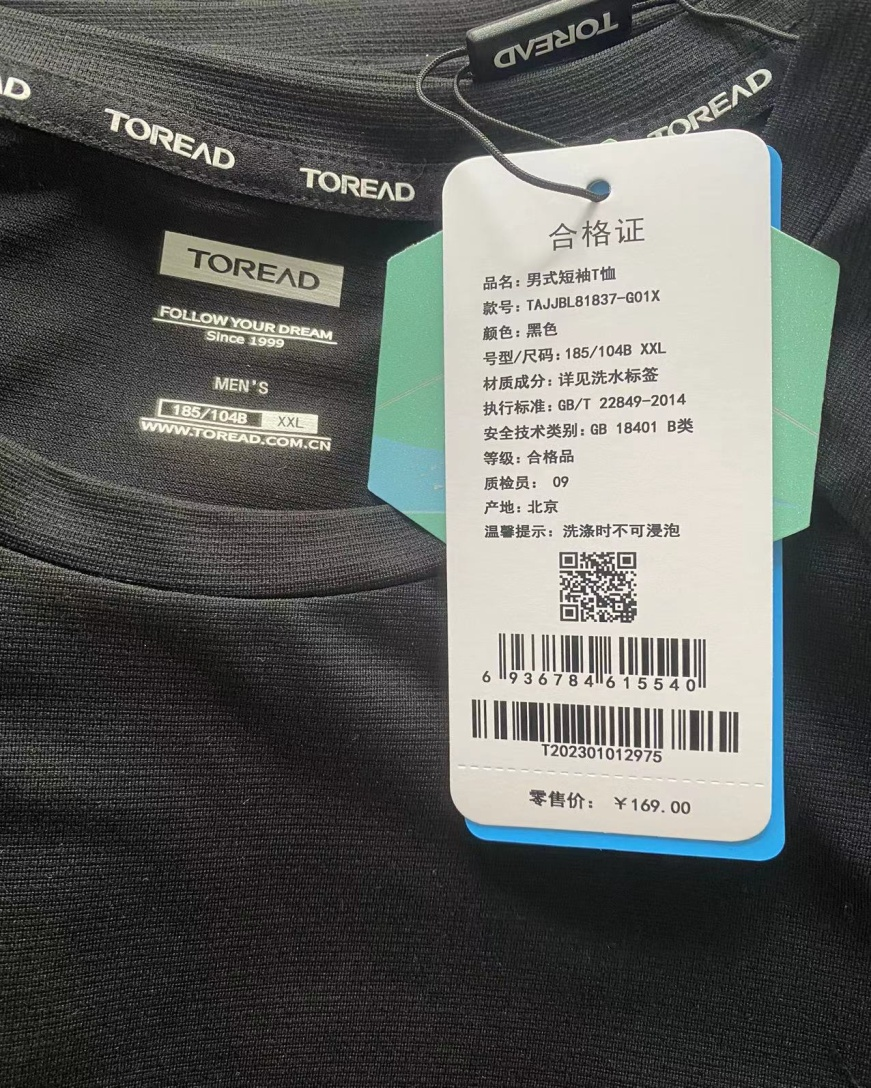 TOREAD
AD
TOREAD
TOREAD
TOREAD
TOREAD
FOLLOW YOUR DREAM
Since 1999
MEN'S
185/104B XXL
WWW.TOREAD.COM.CN
合格证
品名: 男式短袖T恤
款号: TAJJBL81837-G01X
颜色: 黑色
号型/尺码: 185/104B XXL
材质成分: 详见洗水标签
执行标准: GB/T 22849-2014
安全技术类别: GB 18401 B类
等级: 合格品
质检员: 09
产地: 北京
温馨提示: 洗涤时不可浸泡
6 936784 615540
T202301012975
零售价: ￥169.00